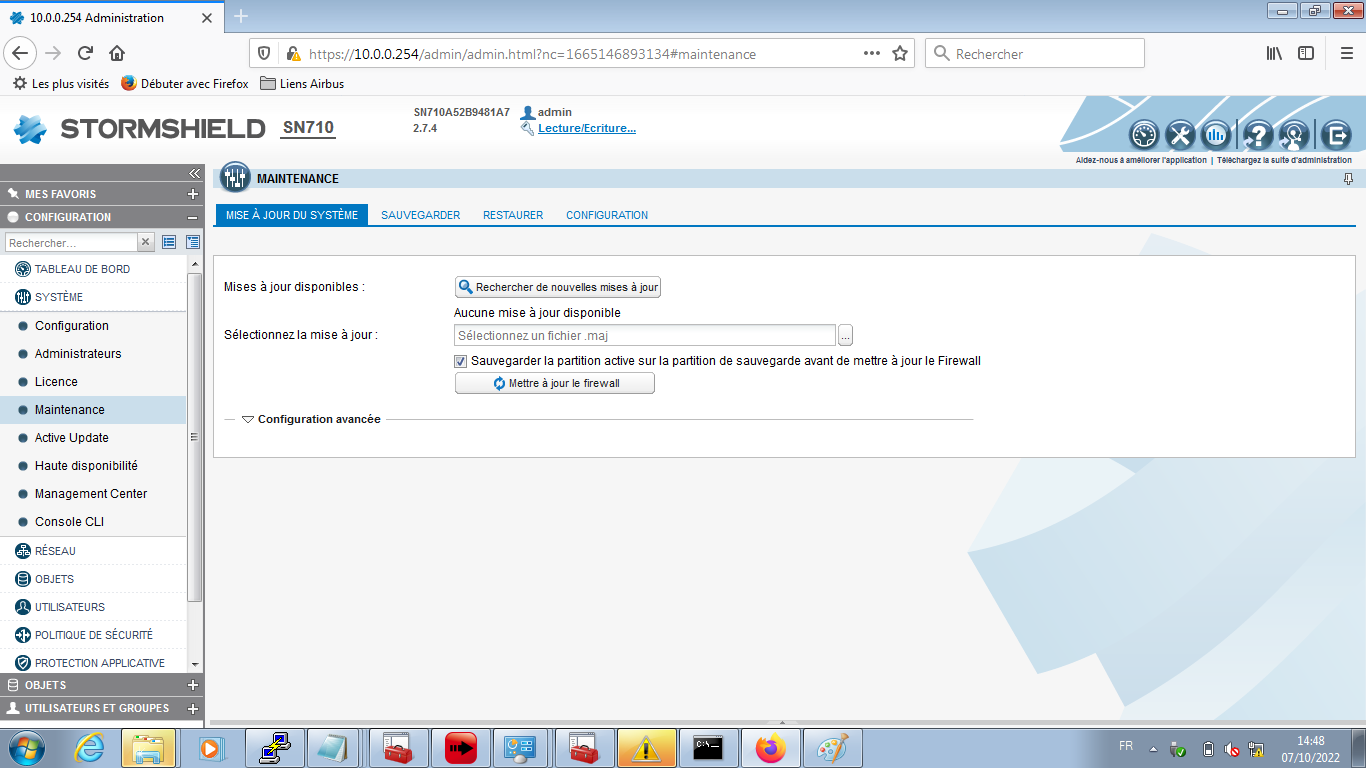 10.0.0.254 Administration
https://10.0.0.254/admin/admin.html?nc=1665146893134#maintenance
Rechercher
Les plus visités
Débuter avec Firefox
Liens Airbus
STORMSHIELD
SN710
SN710A52B9481A7
admin
2.7.4
Lecture/Ecriture...
Aidez-nous à améliorer l'application | Téléchargez la suite d'administration
MES FAVORIS
CONFIGURATION
Rechercher...
TABLEAU DE BORD
SYSTÈME
Configuration
Administrateurs
Licence
Maintenance
Active Update
Haute disponibilité
Management Center
Console CLI
RÉSEAU
OBJETS
UTILISATEURS
POLITIQUE DE SÉCURITÉ
PROTECTION APPLICATIVE
OBJETS
UTILISATEURS ET GROUPES
MAINTENANCE
MISE À JOUR DU SYSTÈME
SAUVEGARDER
RESTAURER
CONFIGURATION
Mises à jour disponibles :
Rechercher de nouvelles mises à jour
Aucune mise à jour disponible
Sélectionnez la mise à jour :
Sélectionnez un fichier .maj
...
Sauvegarder la partition active sur la partition de sauvegarde avant de mettre à jour le Firewall
Mettre à jour le firewall
Configuration avancée
C:\_
FR
14:48
07/10/2022